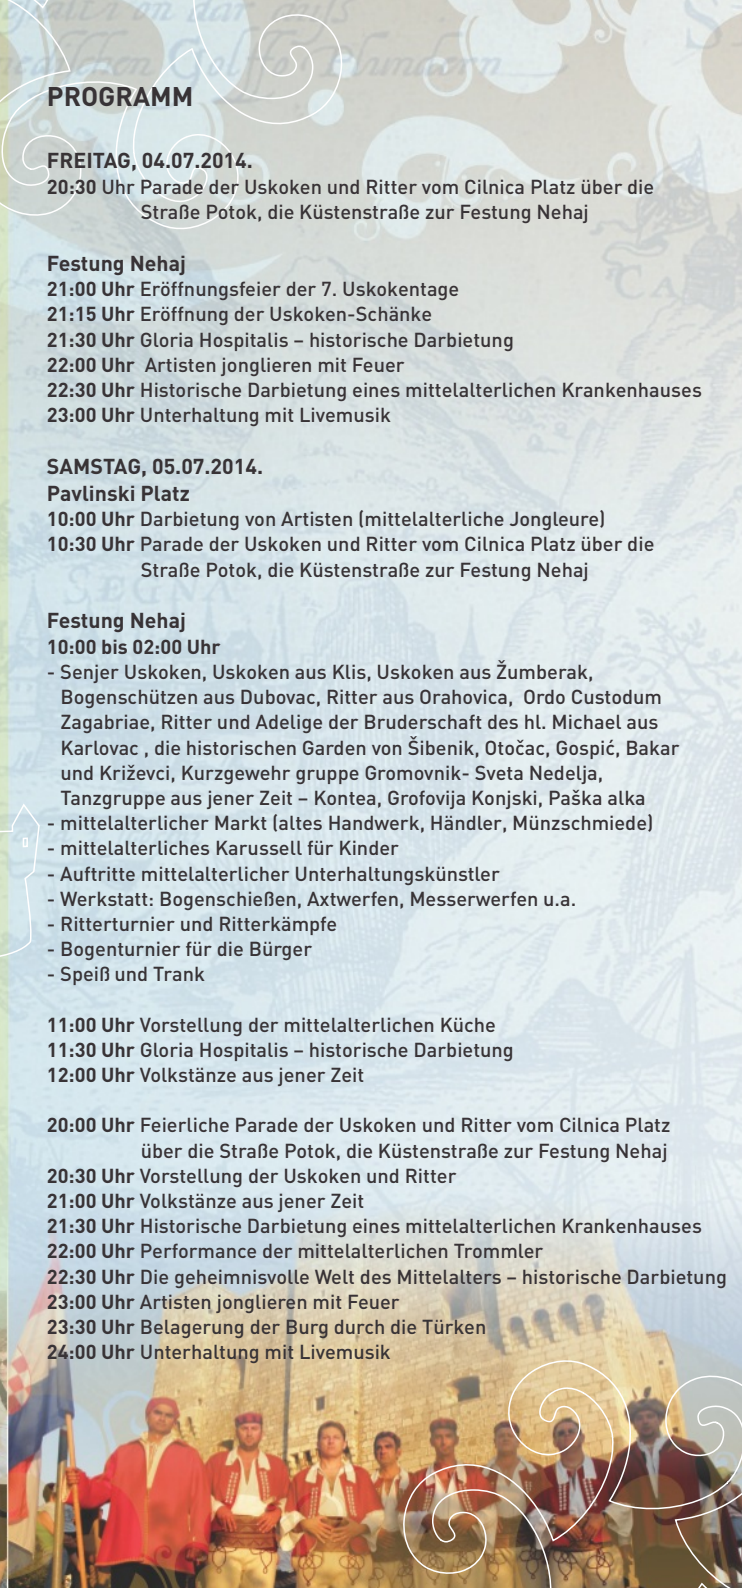 PROGRAMM
FREITAG, 04.07.2014.
20:30 Uhr Parade der Uskoken und Ritter vom Cilnica Platz über die
Straße Potok, die Küstenstraße zur Festung Nehaj
Festung Nehaj
21:00 Uhr Eröffnungsfeier der 7. Uskokentage
21:15 Uhr Eröffnung der Uskoken-Schänke
21:30 Uhr Gloria Hospitalis – historische Darbietung
22:00 Uhr Artisten jonglieren mit Feuer
22:30 Uhr Historische Darbietung eines mittelalterlichen Krankenhauses
23:00 Uhr Unterhaltung mit Livemusik
SAMSTAG, 05.07.2014.
Pavlinski Platz
10:00 Uhr Darbietung von Artisten (mittelalterliche Jongleure)
10:30 Uhr Parade der Uskoken und Ritter vom Cilnica Platz über die
Straße Potok, die Küstenstraße zur Festung Nehaj
Festung Nehaj
10:00 bis 02:00 Uhr
- Senjer Uskoken, Uskoken aus Klis, Uskoken aus Žumberak,
Bogenschützen aus Dubovac, Ritter aus Orahovica, Ordo Custodum
Zagabriae, Ritter und Adelige der Bruderschaft des hl. Michael aus
Karlovac , die historischen Garden von Šibenik, Otočac, Gospić, Bakar
und Križevci, Kurzgewehr gruppe Gromovnik- Sveta Nedelja,
Tanzgruppe aus jener Zeit – Kontea, Grofovija Konjski, Paška alka
- mittelalterlicher Markt (altes Handwerk, Händler, Münzschmiede)
- mittelalterliches Karussell für Kinder
- Auftritte mittelalterlicher Unterhaltungskünstler
- Werkstatt: Bogenschießen, Axtwerfen, Messerwerfen u.a.
- Ritterturnier und Ritterkämpfe
- Bogenturnier für die Bürger
- Speiß und Trank
11:00 Uhr Vorstellung der mittelalterlichen Küche
11:30 Uhr Gloria Hospitalis – historische Darbietung
12:00 Uhr Volkstänze aus jener Zeit
20:00 Uhr Feierliche Parade der Uskoken und Ritter vom Cilnica Platz
über die Straße Potok, die Küstenstraße zur Festung Nehaj
20:30 Uhr Vorstellung der Uskoken und Ritter
21:00 Uhr Volkstänze aus jener Zeit
21:30 Uhr Historische Darbietung eines mittelalterlichen Krankenhauses
22:00 Uhr Performance der mittelalterlichen Trommler
22:30 Uhr Die geheimnisvolle Welt des Mittelalters – historische Darbietung
23:00 Uhr Artisten jonglieren mit Feuer
23:30 Uhr Belagerung der Burg durch die Türken
24:00 Uhr Unterhaltung mit Livemusik
SEGNA